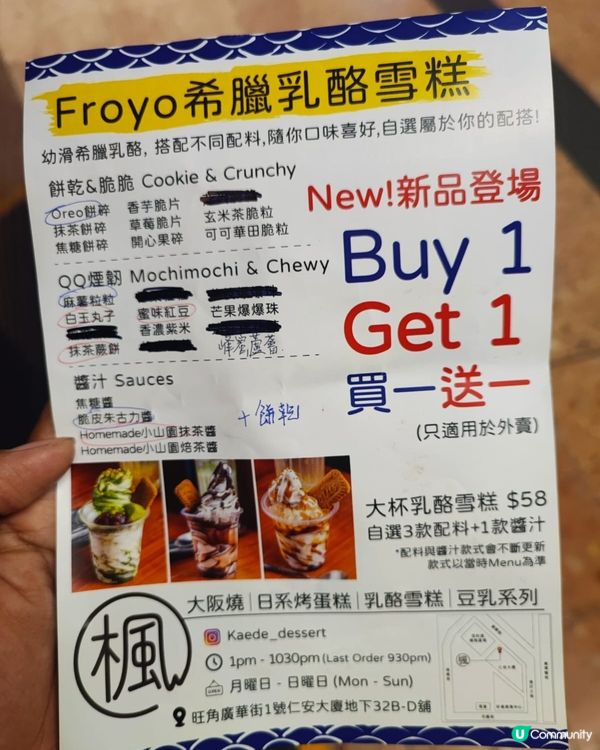 Froyo希臘乳酪雪糕
幼滑希臘乳酪, 搭配不同配料,隨你口味喜好,自選屬於你的配搭!
餅乾&脆脆 Cookie & Crunchy
Oreo餅碎 香芋脆片
抹茶餅碎 草莓脆片 玄米茶脆粒
焦糖餅碎 開心果碎 可可華田脆粒
New!新品登場
Buy 1
Get 1
買一送一
(只適用於外賣)
QQ煙韌 Mochimochi & Chewy
麻薯粒粒
白玉丸子 蜜味紅豆 芒果爆爆珠
香濃紫米
抹茶蕨餅 蜂蜜蘆薈
醬汁 Sauces
焦糖醬
脆皮朱古力醬
Homemade小山園抹茶醬
Homemade小山園焙茶醬
+餅乾
大杯乳酪雪糕 $58
自選3款配料+1款醬汁
*配料與醬汁款式會不斷更新
款式以當時Menu為準
楓
大阪燒|日系烤蛋糕|乳酪雪糕|豆乳系列
Kaede_dessert
1pm - 1030pm (Last Order 930pm)
月曜日 - 日曜日 (Mon - Sun)
旺角廣華街1號仁安大廈地下32B-D舖
楓
U Community